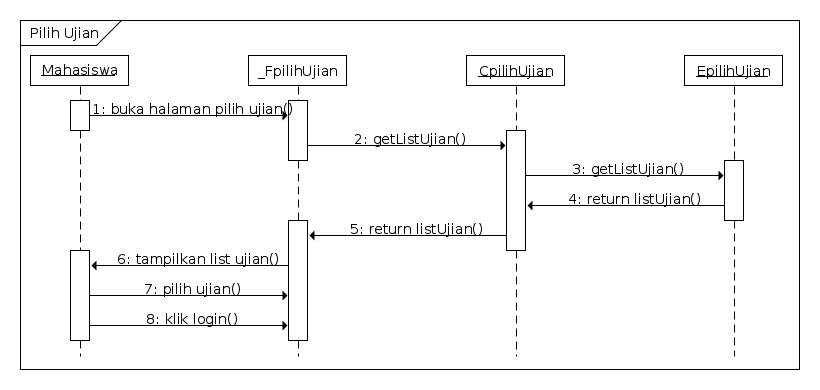 Pilih Ujian
Mahasiswa
_FpilihUjian
CpilihUjian
EpilihUjian
1: buka halaman pilih ujian()
2: getListUjian()
3: getListUjian()
4: return listUjian()
5: return listUjian()
6: tampilkan list ujian()
7: pilih ujian()
8: klik login()